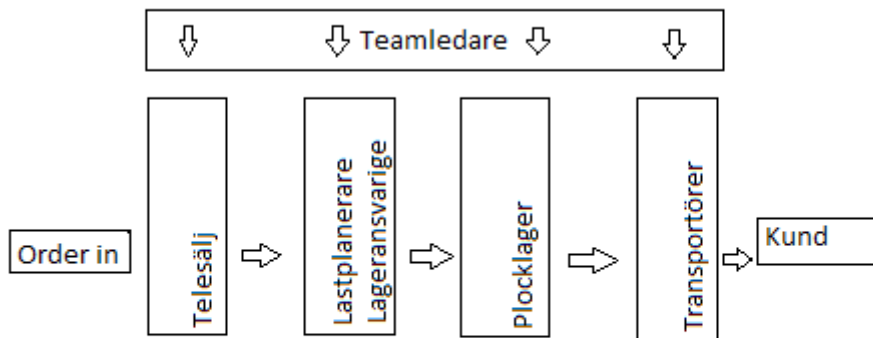 Teamledare
Order in
Telesälj
Lastplanerare
Lageransvarige
Plocklager
Transportörer
Kund